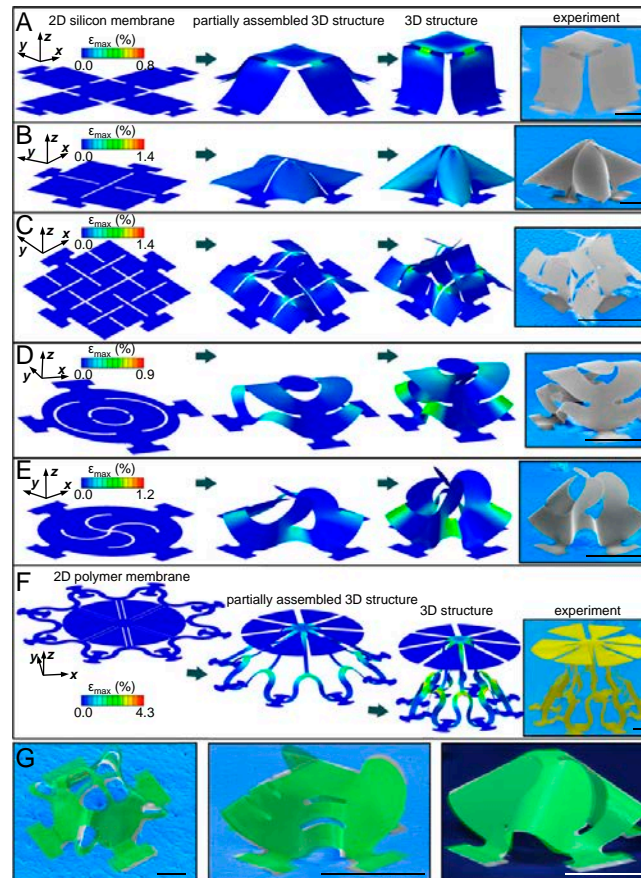 2D silicon membrane partially assembled 3D structure 3D structure experiment
A
z
y x
εmax (%)
0.0 0.8
B
z
y x
εmax (%)
0.0 1.4
C
z
y x
εmax (%)
0.0 1.4
D
z
y x
εmax (%)
0.0 0.9
E
z
y x
εmax (%)
0.0 1.2
F
2D polymer membrane
partially assembled 3D structure
3D structure experiment
y z
x
εmax (%)
0.0 4.3
G